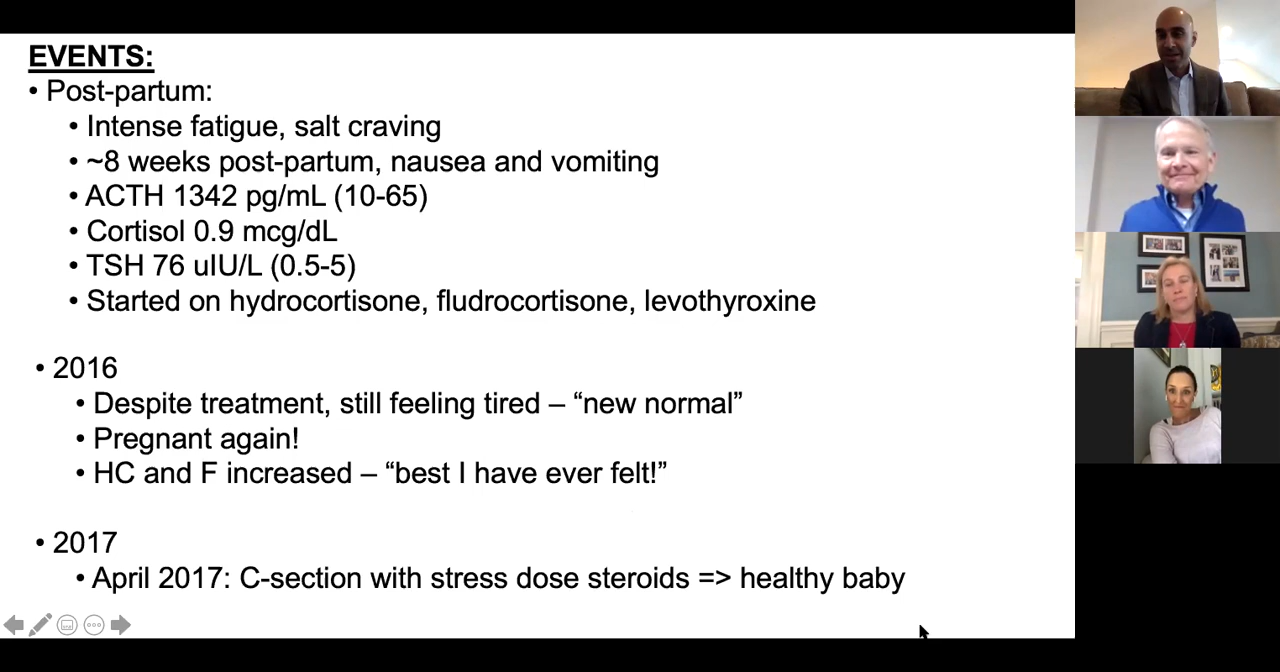 EVENTS:
• Post-partum:
• Intense fatigue, salt craving
• ~8 weeks post-partum, nausea and vomiting
• ACTH 1342 pg/mL (10-65)
• Cortisol 0.9 mcg/dL
• TSH 76 uIU/L (0.5-5)
• Started on hydrocortisone, fludrocortisone, levothyroxine
• 2016
• Despite treatment, still feeling tired – “new normal”
• Pregnant again!
• HC and F increased – “best I have ever felt!”
• 2017
• April 2017: C-section with stress dose steroids => healthy baby